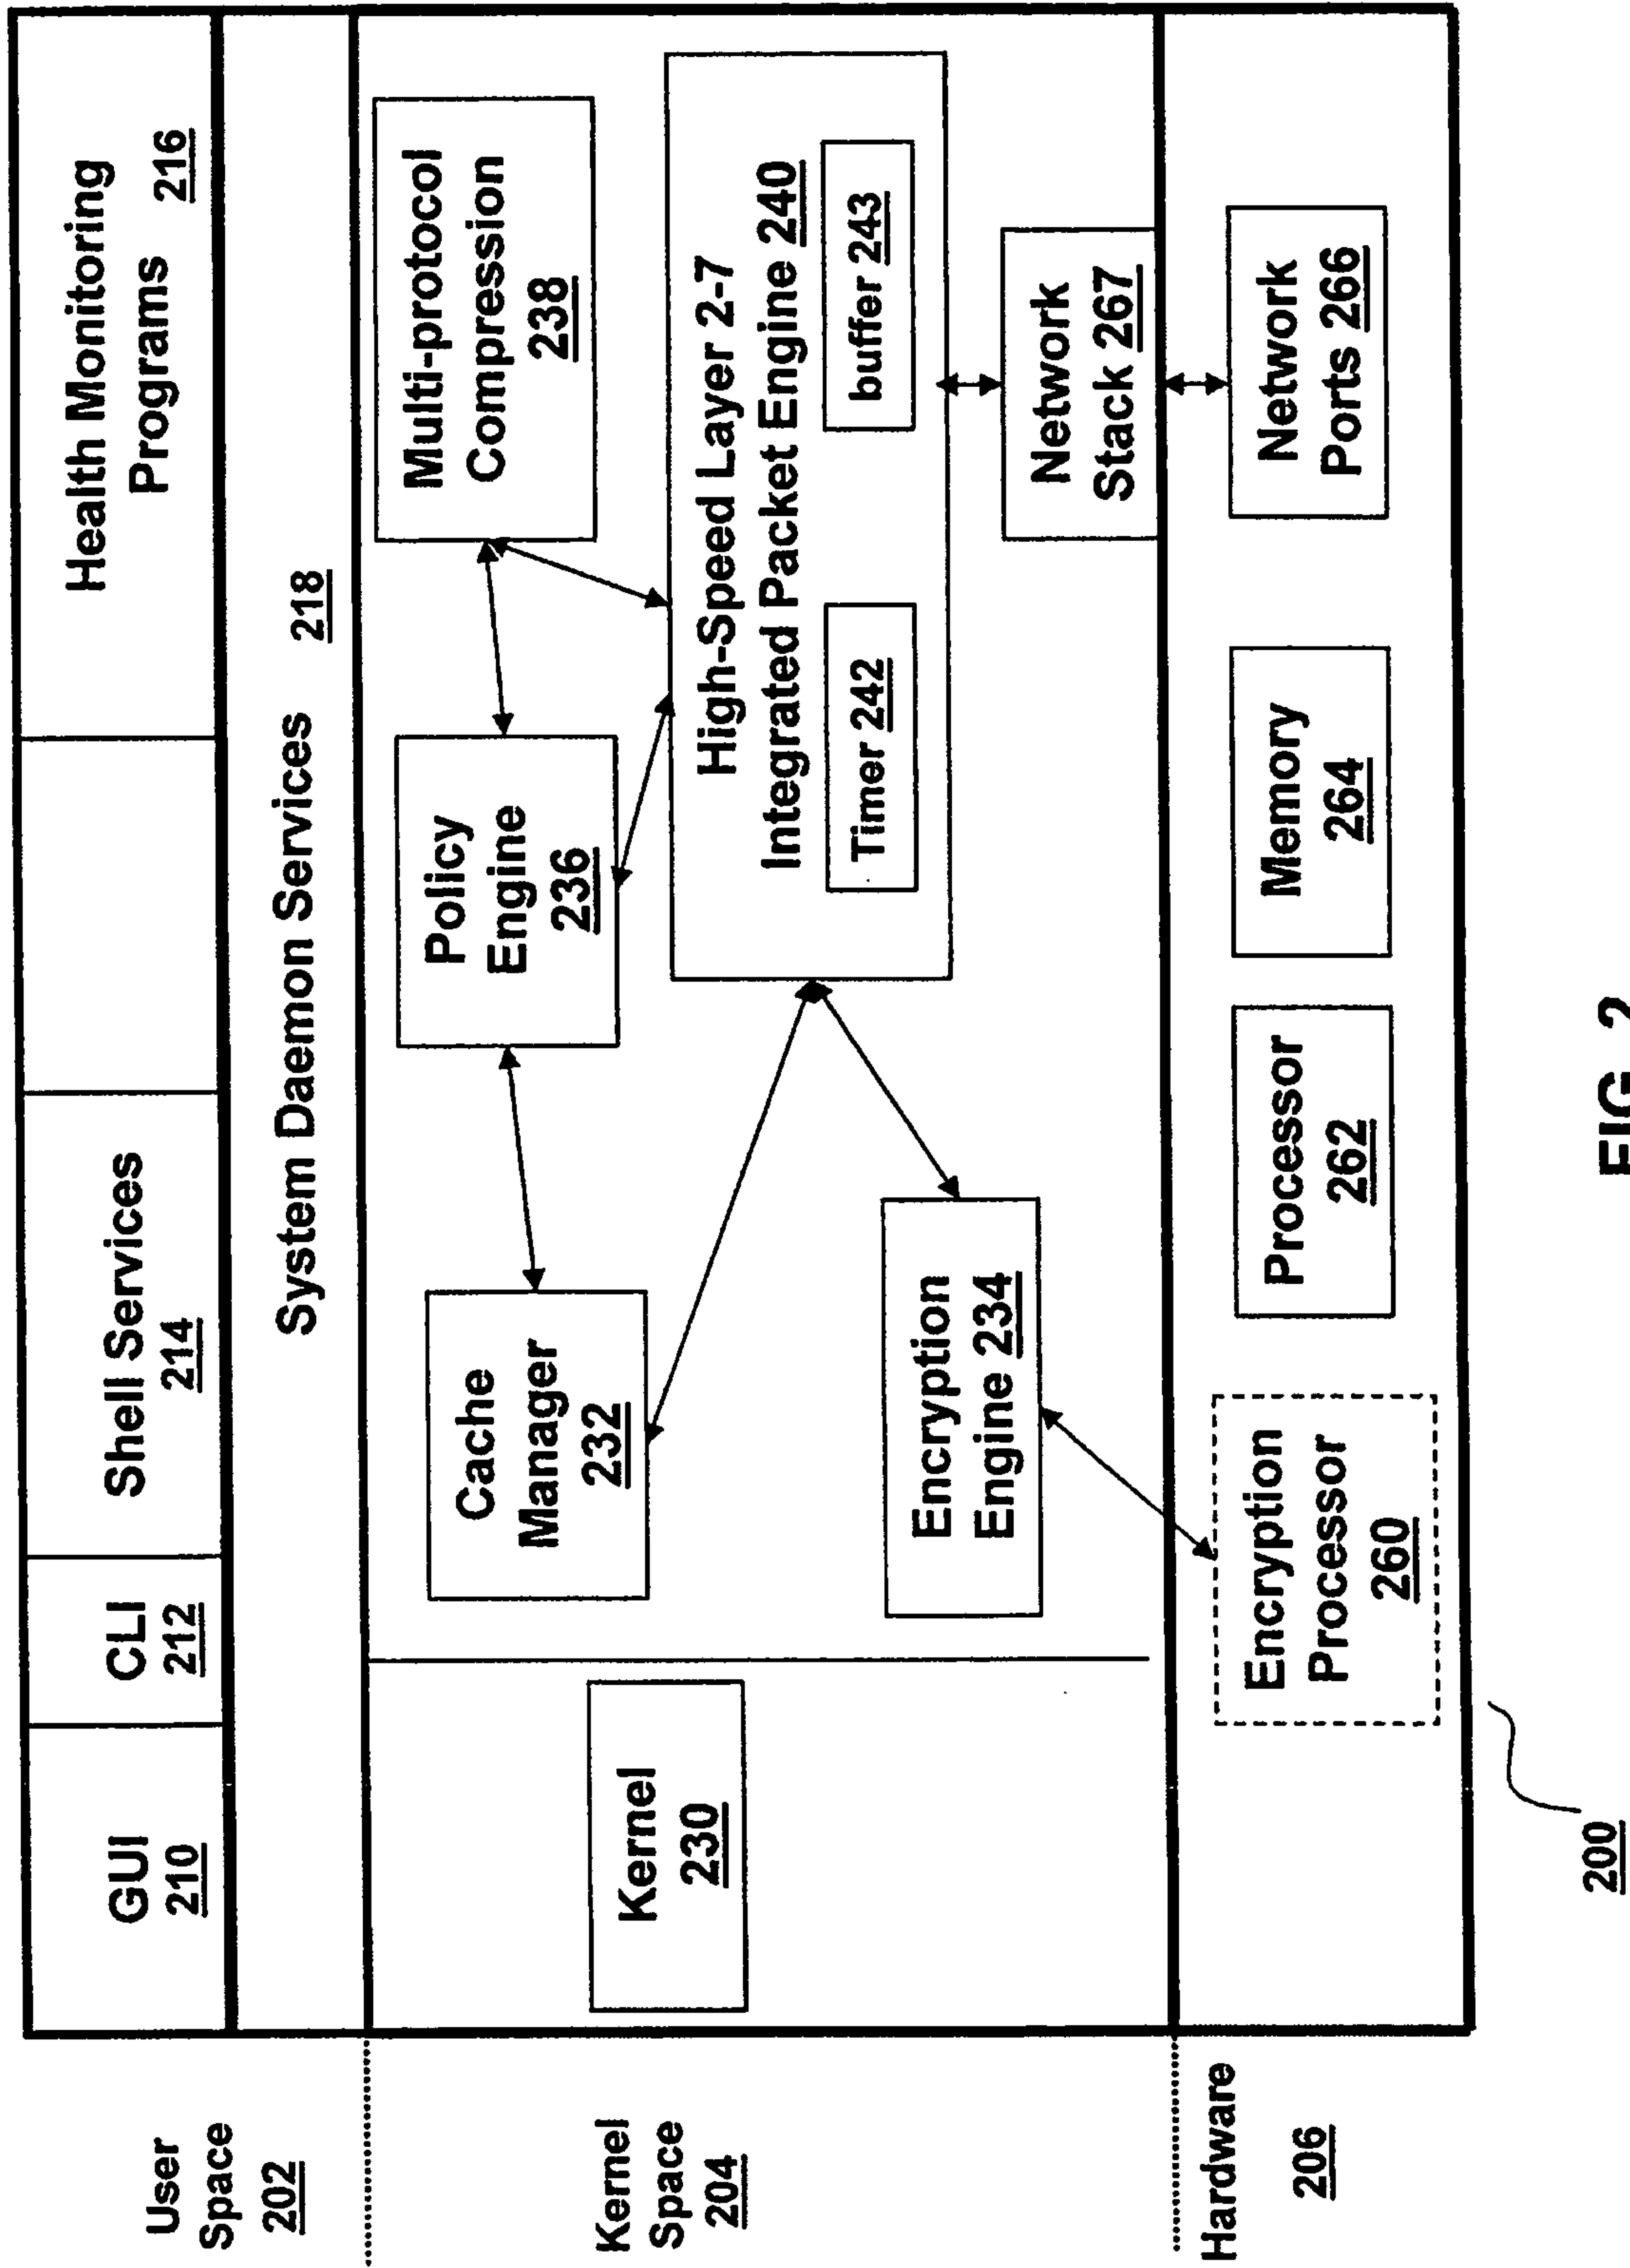 GUI
210
CLI
212
Shell Services
214
Health Monitoring
Programs 216
System Daemon Services 218
User
Space
202
Kernel
Space
204
Hardware
206
Kernel
230
Cache
Manager
232
Policy
Engine
236
Multi-protocol
Compression
238
High-Speed Layer 2-7
Integrated Packet Engine 240
Timer 242
buffer 243
Encryption
Engine 234
Network
Stack 267
Encryption
Processor
260
Processor
262
Memory
264
Network
Ports 266
200
FIG. 2